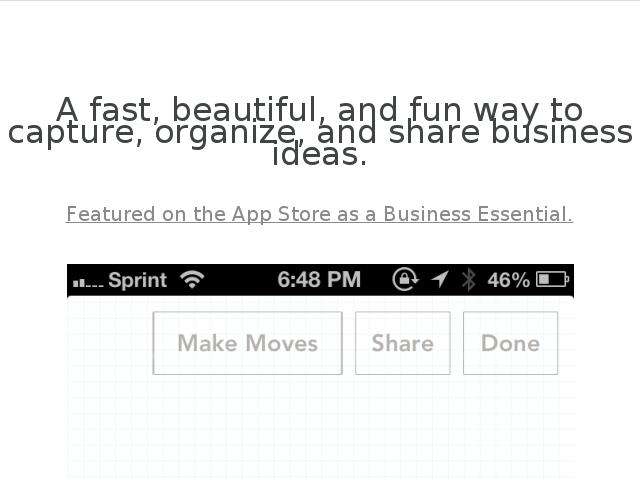 A fast, beautiful, and fun way to
capture, organize, and share business
ideas.
Featured on the App Store as a Business Essential.
Sprint 6:48 PM 46%
Make Moves Share Done